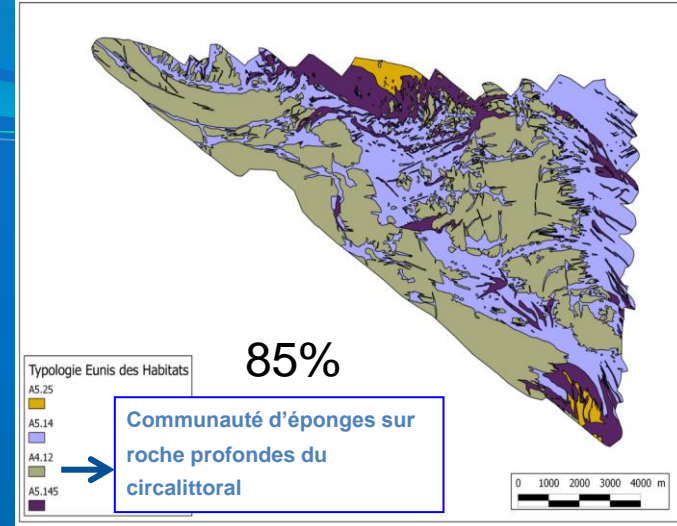 85%
Typologie Eunis des Habitats
A5.25
A5.14
A4.12
A5.145
Communauté d'éponges sur
roche profondes du
circalittoral
0 1000 2000 3000 4000 m